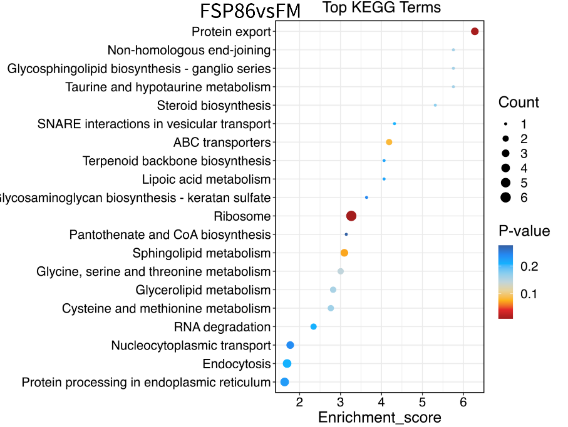 FSP86vsFM
Top KEGG Terms
Protein export
Non-homologous end-joining
Glycosphingolipid biosynthesis - ganglio series
Taurine and hypotaurine metabolism
Steroid biosynthesis
SNARE interactions in vesicular transport
ABC transporters
Terpenoid backbone biosynthesis
Lipoic acid metabolism
lycosaminoglycan biosynthesis - keratan sulfate
Ribosome
Pantothenate and CoA biosynthesis
Sphingolipid metabolism
Glycine, serine and threonine metabolism
Glycerolipid metabolism
Cysteine and methionine metabolism
RNA degradation
Nucleocytoplasmic transport
Endocytosis
Protein processing in endoplasmic reticulum
2 3 4 5 6
Enrichment_score
Count
1
2
3
4
5
6
P-value
0.2
0.1